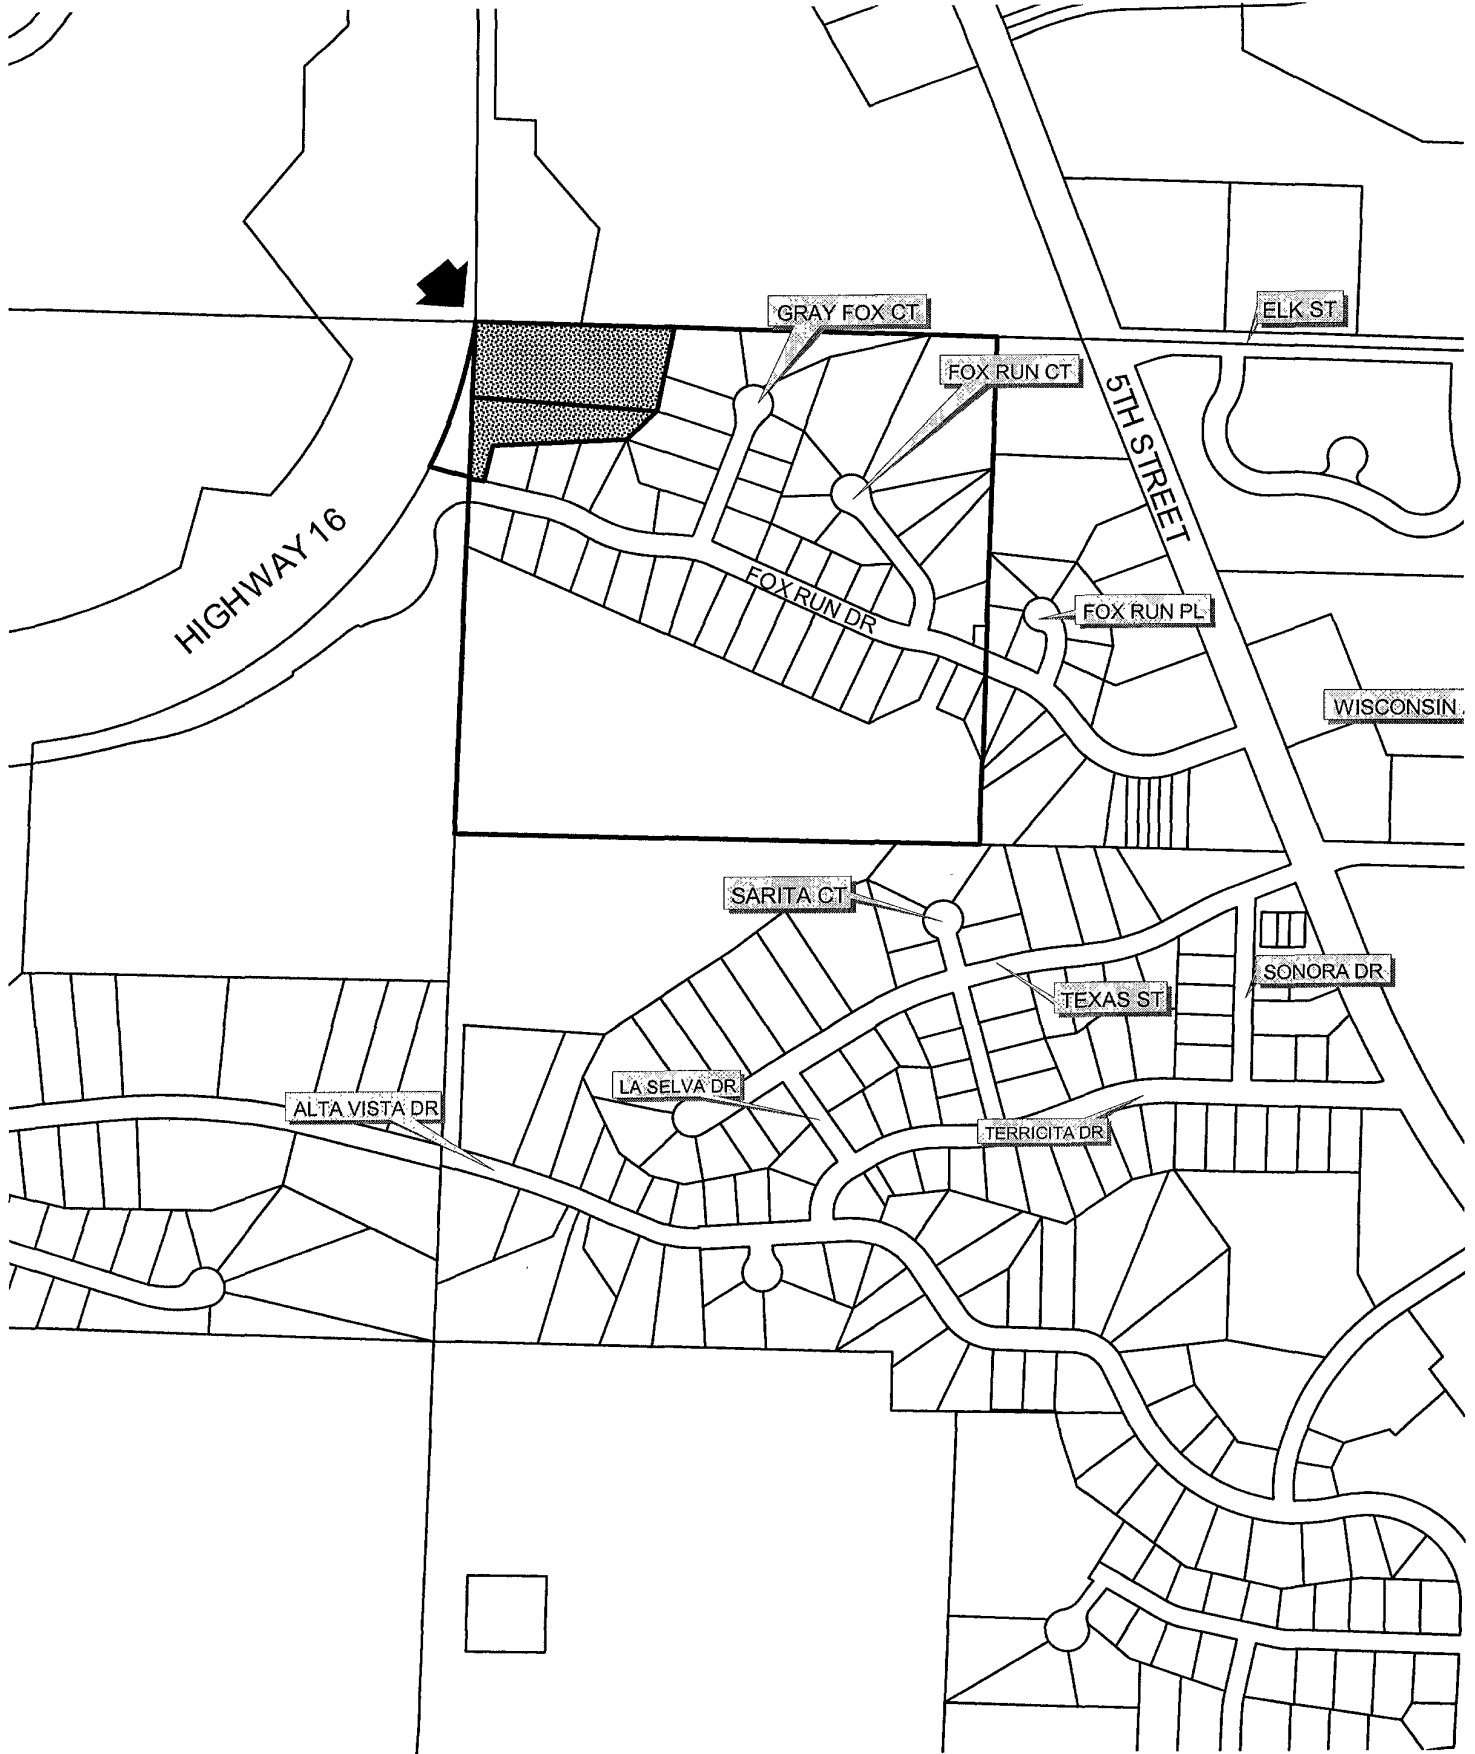 GRAY FOX CT
ELK ST
FOX RUN CT
5TH STREET
HIGHWAY 16
FOX RUN DR
FOX RUN PL
WISCONSIN
SARITA CT
SONORA DR
TEXAS ST
LA SELVA DR
ALTA VISTA DR
TERRICITA DR